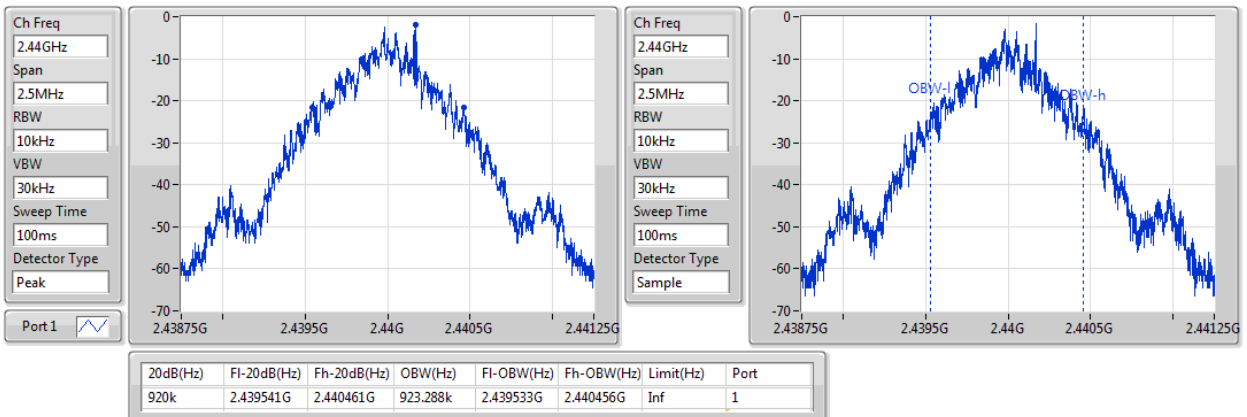 Ch Freq
2.44GHz
Span
2.5MHz
RBW
10kHz
VBW
30kHz
Sweep Time
100ms
Detector Type
Peak
Port 1
0-
-10-
-20-
-30-
-40-
-50-
-60-
-70-
2.43875G 2.4395G 2.44G 2.4405G 2.44125G
Ch Freq
2.44GHz
Span
2.5MHz
RBW
10kHz
VBW
30kHz
Sweep Time
100ms
Detector Type
Sample
0-
-10-
-20-
-30-
-40-
-50-
-60-
-70-
OBW-l
OBW-h
2.43875G 2.4395G 2.44G 2.4405G 2.44125G
20dB(Hz) Fl-20dB(Hz) Fh-20dB(Hz) OBW(Hz) Fl-OBW(Hz) Fh-OBW(Hz) Limit(Hz) Port
920k 2.439541G 2.440461G 923.288k 2.439533G 2.440456G Inf 1